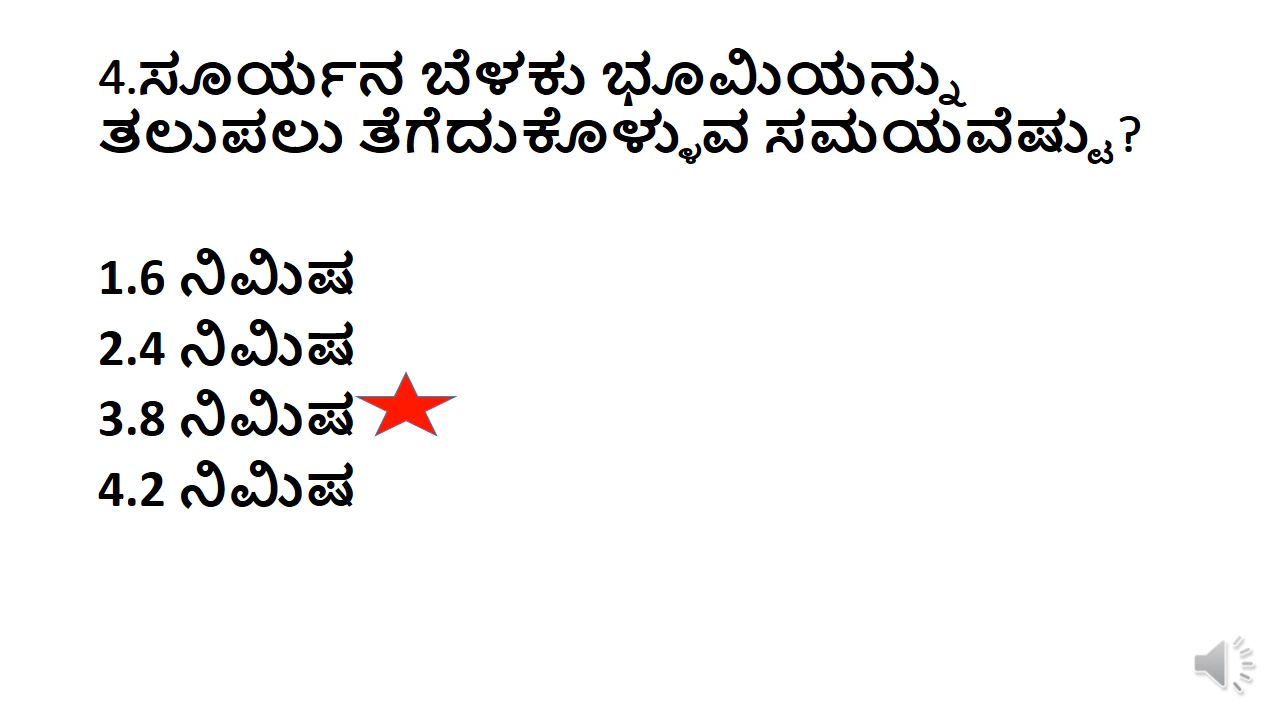 4.ಸೂರ್ಯನ ಬೆಳಕು ಭೂಮಿಯನ್ನು
ತಲುಪಲು ತೆಗೆದುಕೊಳ್ಳುವ ಸಮಯವೆಷ್ಟು?
1.6 ನಿಮಿಷ
2.4 ನಿಮಿಷ
3.8 ನಿಮಿಷ
4.2 ನಿಮಿಷ